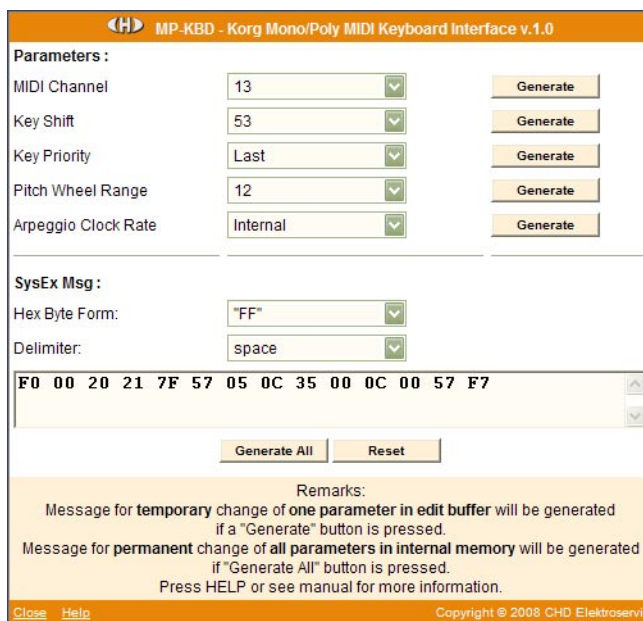 CHD MP-KBD - Korg Mono/Poly MIDI Keyboard Interface v.1.0
Parameters :
MIDI Channel 13 Generate
Key Shift 53 Generate
Key Priority Last Generate
Pitch Wheel Range 12 Generate
Arpeggio Clock Rate Internal Generate
SysEx Msg :
Hex Byte Form: "FF"
Delimiter: space
F0 00 20 21 7F 57 05 0C 35 00 0C 00 57 F7
Generate All Reset
Remarks:
Message for temporary change of one parameter in edit buffer will be generated
if a "Generate" button is pressed.
Message for permanent change of all parameters in internal memory will be generated
if "Generate All" button is pressed.
Press HELP or see manual for more information.
Close Help Copyright © 2008 CHD Elektroservi